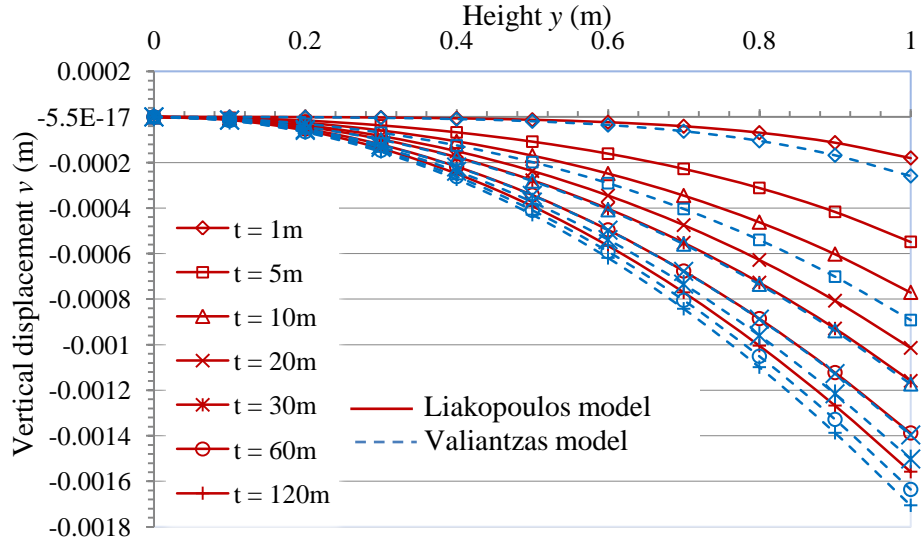 Height y (m)
0 0.2 0.4 0.6 0.8 1
Vertical displacement v (m)
0.0002
-5.5E-17
-0.0002
-0.0004
-0.0006
-0.0008
-0.001
-0.0012
-0.0014
-0.0016
-0.0018
t = 1m
t = 5m
t = 10m
t = 20m
t = 30m
t = 60m
t = 120m
Liakopoulos model
Valiantzas model